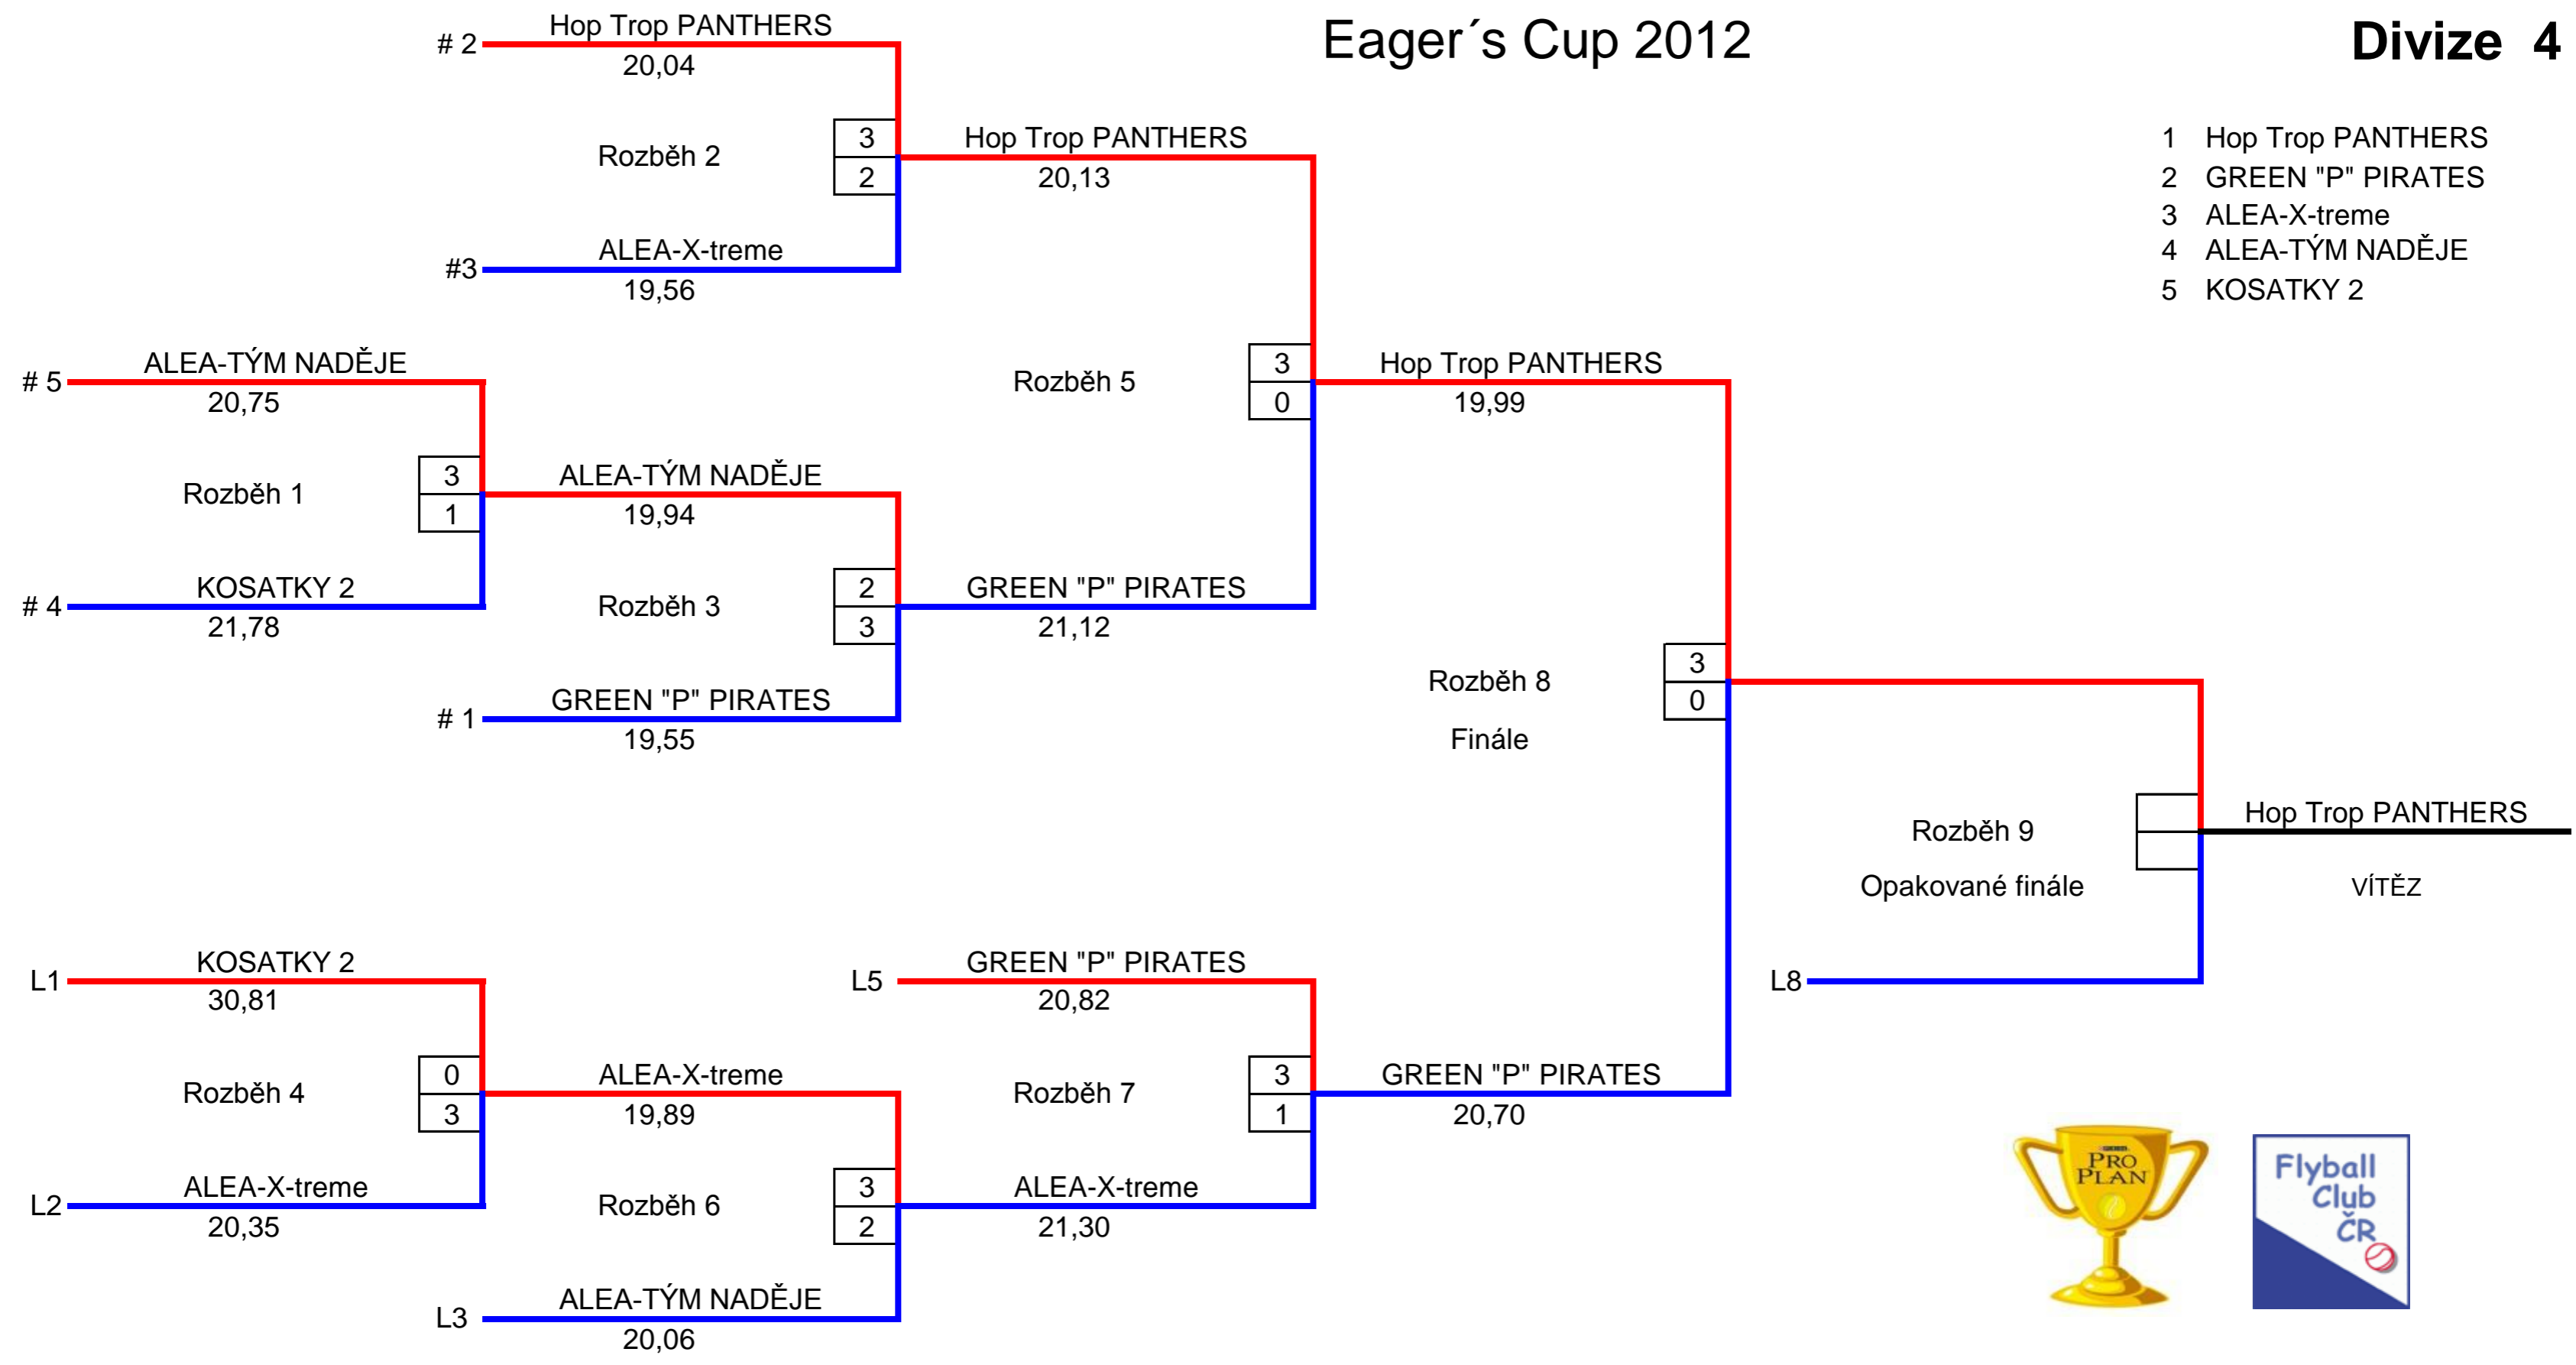 Eager´s Cup 2012
Divize 4
1 Hop Trop PANTHERS
2 GREEN "P" PIRATES
3 ALEA-X-treme
4 ALEA-TÝM NADĚJE
5 KOSATKY 2
# 2
Hop Trop PANTHERS
20,04
Rozběh 2
3
2
#3
ALEA-X-treme
19,56
# 5
ALEA-TÝM NADĚJE
20,75
Rozběh 1
3
1
# 4
KOSATKY 2
21,78
ALEA-TÝM NADĚJE
19,94
Rozběh 3
2
3
# 1
GREEN "P" PIRATES
19,55
Hop Trop PANTHERS
20,13
Rozběh 5
3
0
GREEN "P" PIRATES
21,12
Hop Trop PANTHERS
19,99
Rozběh 8
Finále
3
0
Rozběh 9
Opakované finále
Hop Trop PANTHERS
VÍTĚZ
L8
L1
KOSATKY 2
30,81
Rozběh 4
0
3
L2
ALEA-X-treme
20,35
ALEA-X-treme
19,89
Rozběh 6
3
2
L3
ALEA-TÝM NADĚJE
20,06
L5
GREEN "P" PIRATES
20,82
Rozběh 7
3
1
ALEA-X-treme
21,30
GREEN "P" PIRATES
20,70
PRO
PLAN
Flyball
Club
ČR